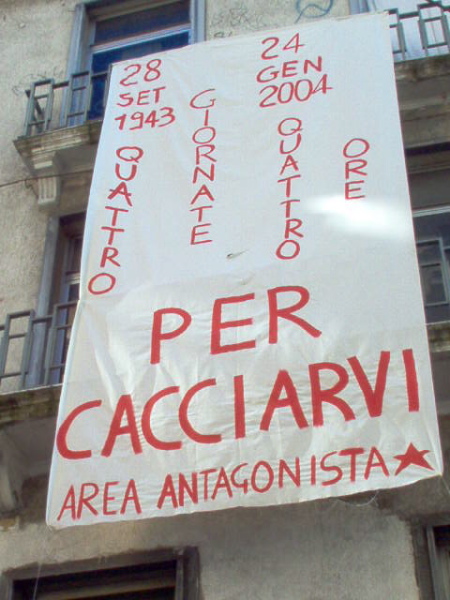 28
SET
1943
QUATTRO
GIORNATE
24
GEN
2004
QUATTRO
ORE
PER
CACCIARVI
AREA ANTAGONISTA